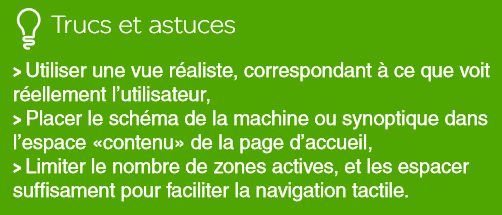 Trucs et astuces
> Utiliser une vue réaliste, correspondant à ce que voit
réellement l'utilisateur,
> Placer le schéma de la machine ou synoptique dans
l'espace «contenu» de la page d'accueil,
> Limiter le nombre de zones actives, et les espacer
suffisament pour faciliter la navigation tactile.